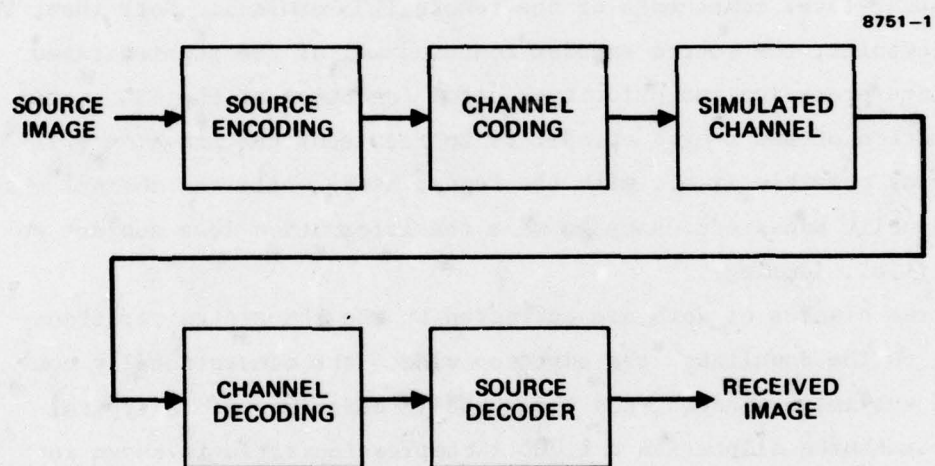 8751-1
SOURCE
IMAGE
SOURCE
ENCODING
CHANNEL
CODING
SIMULATED
CHANNEL
CHANNEL
DECODING
SOURCE
DECODER
RECEIVED
IMAGE